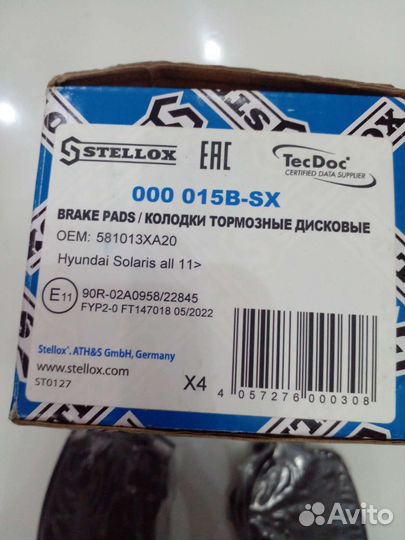 STELLOX
EAC
TecDoc
CERTIFIED DATA SUPPLIER
000 015B-SX
BRAKE PADS / КОЛОДКИ ТОРМОЗНЫЕ ДИСКОВЫЕ
OEM: 581013XA20
Hyundai Solaris all 11>
E11 90R-02A0958/22845
FYP2-0 FT147018 05/2022
Stellox®. ATH&S GmbH, Germany
www.stellox.com
ST0127
X4
4 057276 000308
Avito